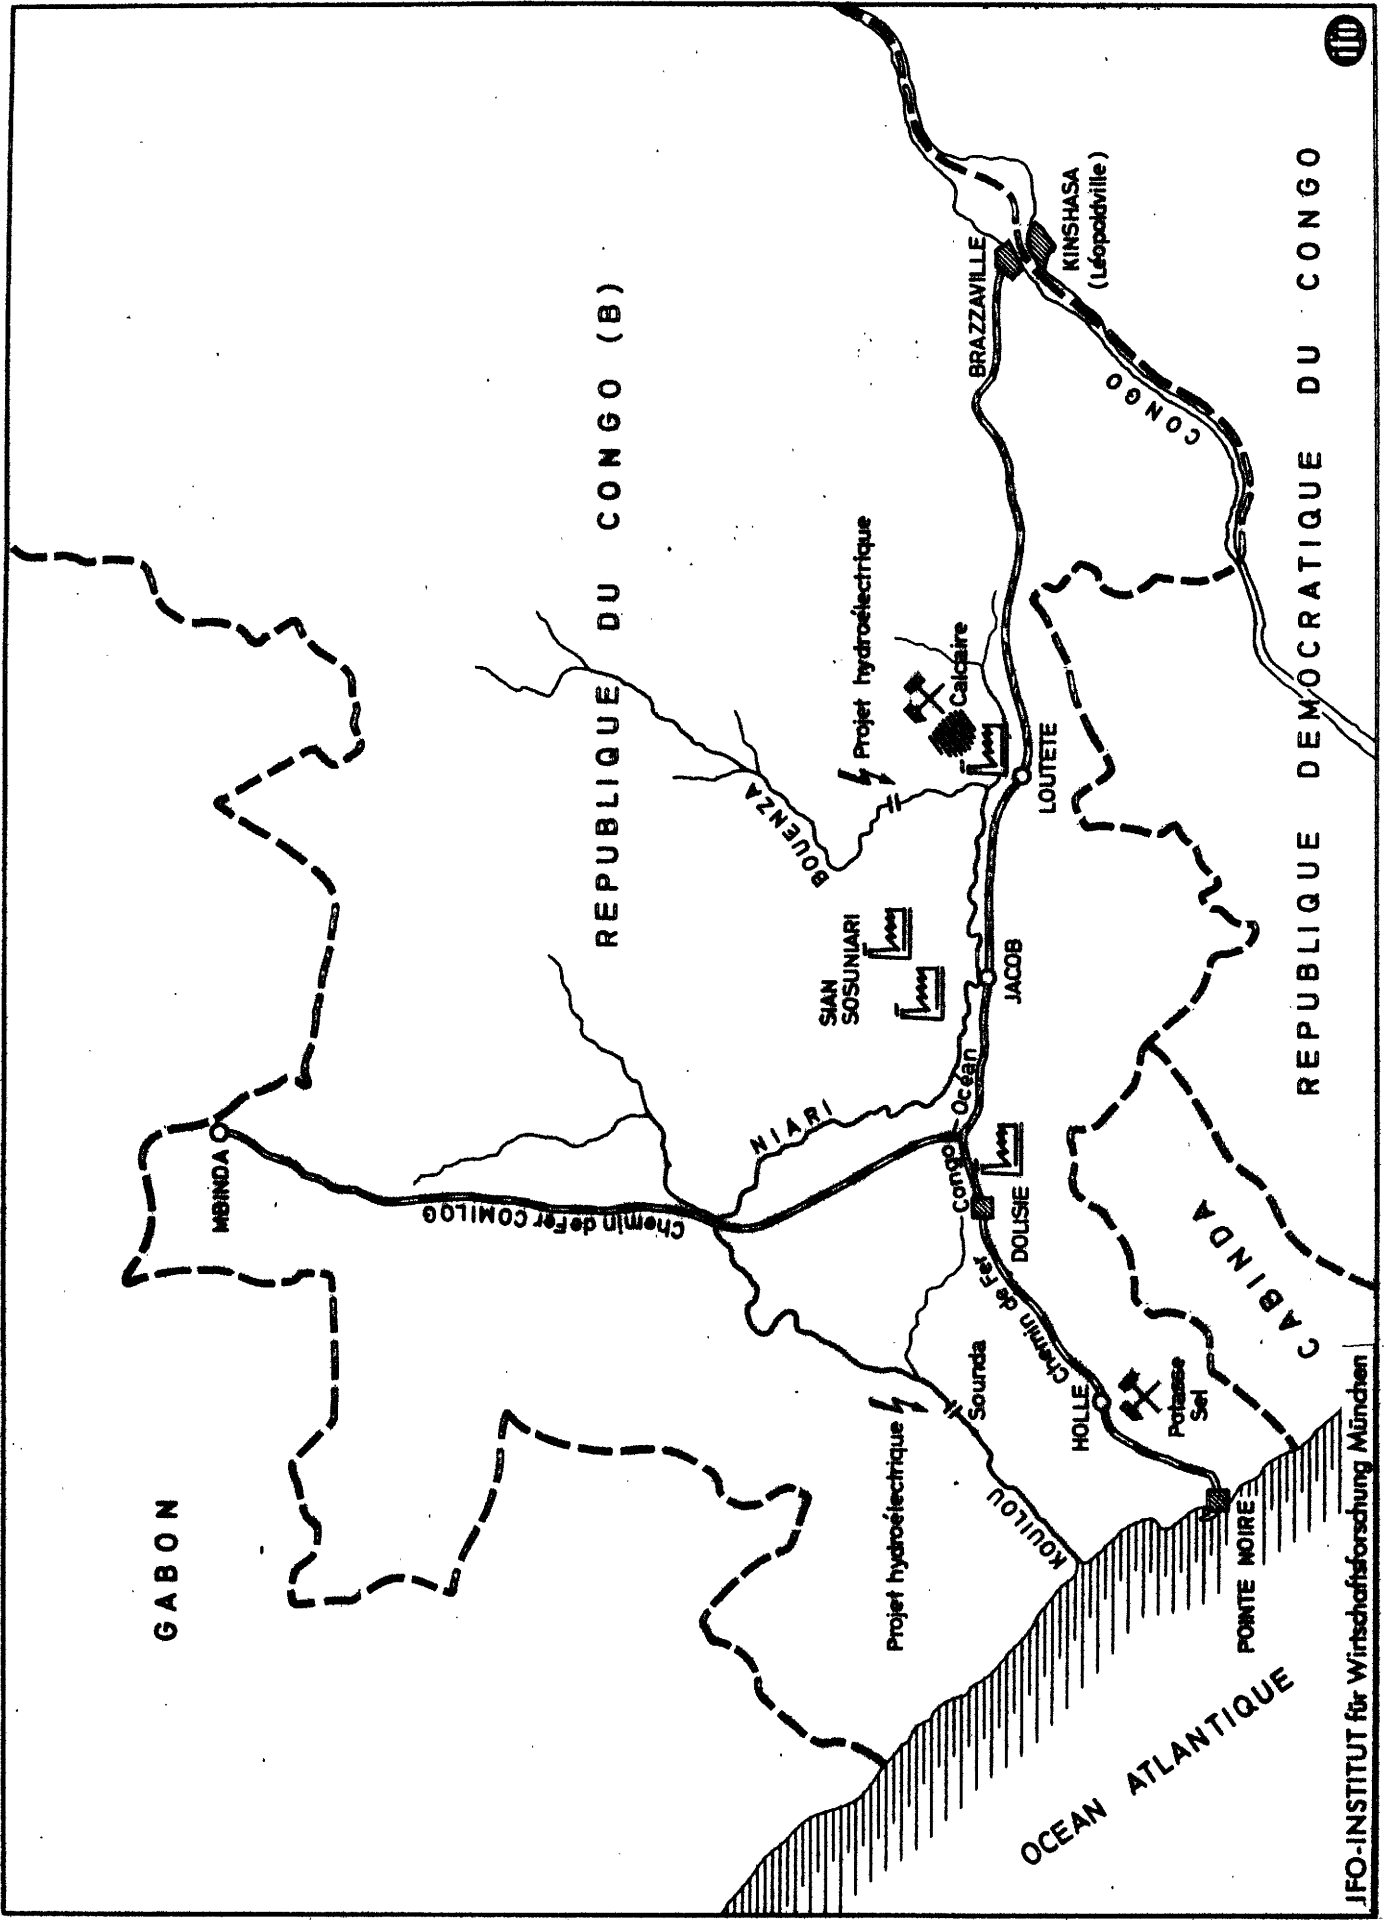 GABON
MBINDA
Chemin de Fer COMILOG
REPUBLIQUE DU CONGO (B)
BOUENZA
NIARI
SIAN
SOSUNIARI
Projet hydroélectrique
Calcaire
LOUTETE
JACOB
BRAZZAVILLE
KINSHASA
(Léopoldville)
CONGO
Chemin de Fer Congo - Océan
DOLISIE
Projet hydroélectrique
Sounda
KOUILOU
HOLLE
Potasse
Sel
POINTE NOIRE
CABINDA
OCEAN ATLANTIQUE
REPUBLIQUE DEMOCRATIQUE DU CONGO
IFO-INSTITUT für Wirtschaftsforschung München
ifo